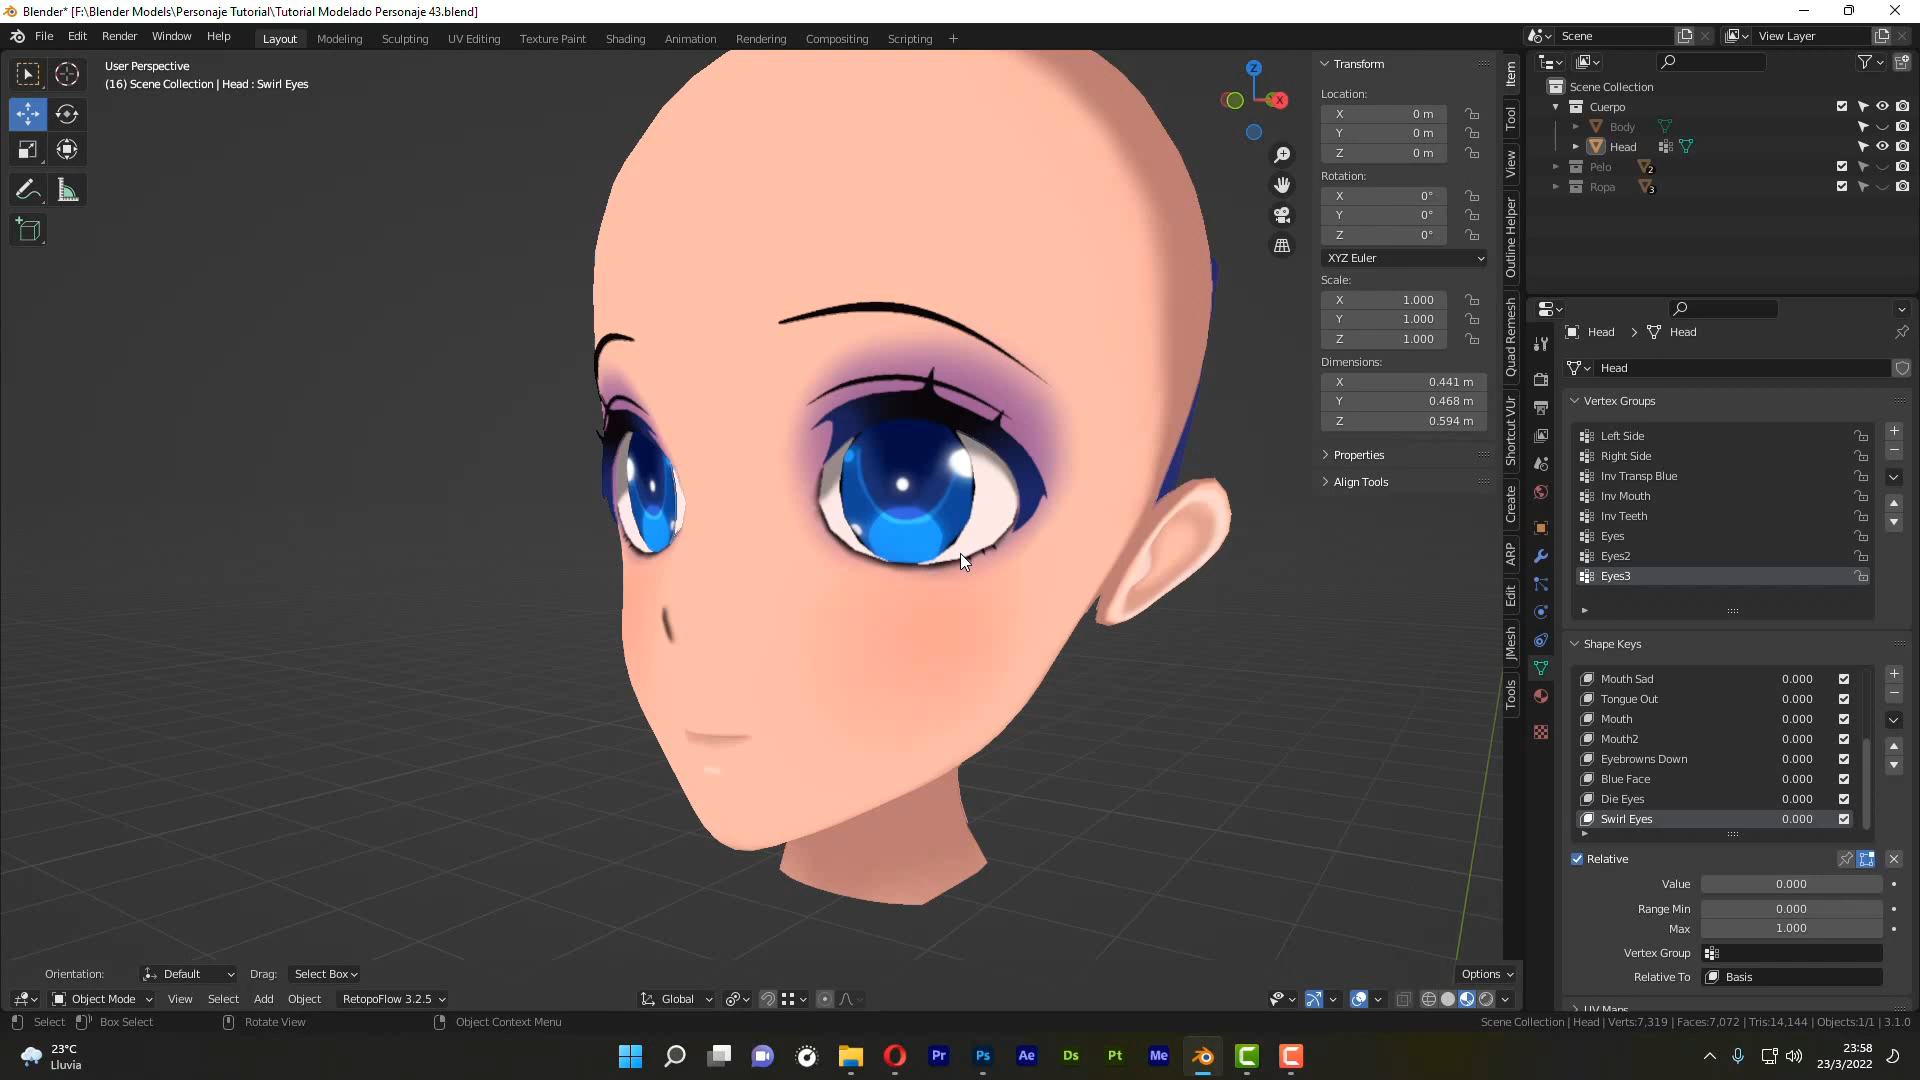 Blender* [F:\Blender Models\Personaje Tutorial\Tutorial Modelado Personaje 43.blend]
File Edit Render Window Help Layout Modeling Sculpting UV Editing Texture Paint Shading Animation Rendering Compositing Scripting + Scene View Layer
User Perspective
(16) Scene Collection | Head : Swirl Eyes
Z
X
Transform
Location:
X 0 m
Y 0 m
Z 0 m
Rotation:
X 0°
Y 0°
Z 0°
XYZ Euler
Scale:
X 1.000
Y 1.000
Z 1.000
Dimensions:
X 0.441 m
Y 0.468 m
Z 0.594 m
Properties
Align Tools
Item
Tool
View
Outline Helper
Quad Remesh
Shortcut VUr
Create
ARP
Edit
JMesh
Tools
Scene Collection
Cuerpo
Body
Head
Pelo 2
Ropa 3
Head > Head
Head
Vertex Groups
Left Side
Right Side
Inv Transp Blue
Inv Mouth
Inv Teeth
Eyes
Eyes2
Eyes3
Shape Keys
Mouth Sad 0.000
Tongue Out 0.000
Mouth 0.000
Mouth2 0.000
Eyebrowns Down 0.000
Blue Face 0.000
Die Eyes 0.000
Swirl Eyes 0.000
Relative
Value 0.000
Range Min 0.000
Max 1.000
Vertex Group
Relative To Basis
UV Maps
Orientation: Default Drag: Select Box Options
Object Mode View Select Add Object RetopoFlow 3.2.5 Global
Select Box Select Rotate View Object Context Menu
Scene Collection | Head | Verts:7,319 | Faces:7,072 | Tris:14,144 | Objects:1/1 | 3.1.0
23°C
Lluvia
Pr Ps Ae Ds Pt Me
23:58
23/3/2022